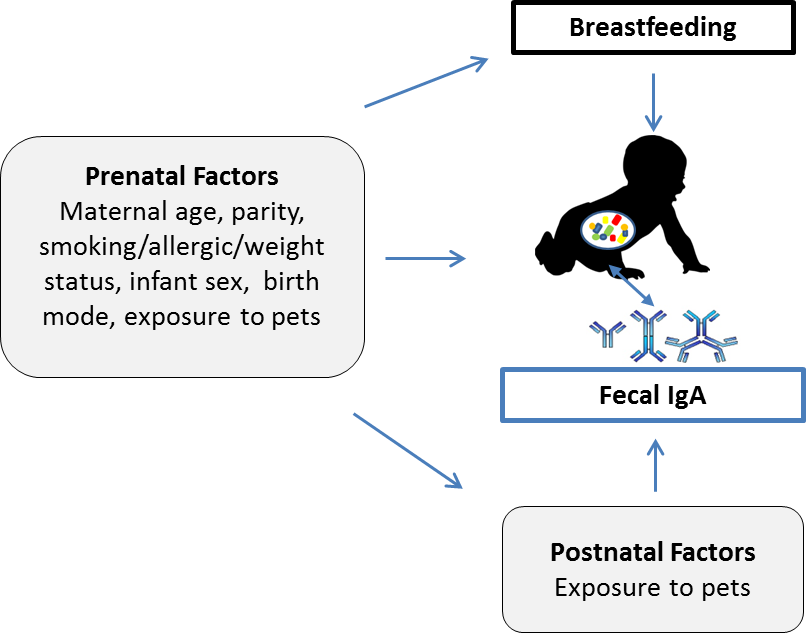 Breastfeeding
Prenatal Factors
Maternal age, parity,
smoking/allergic/weight
status, infant sex,  birth
mode, exposure to pets
Fecal IgA
Postnatal Factors
Exposure to pets